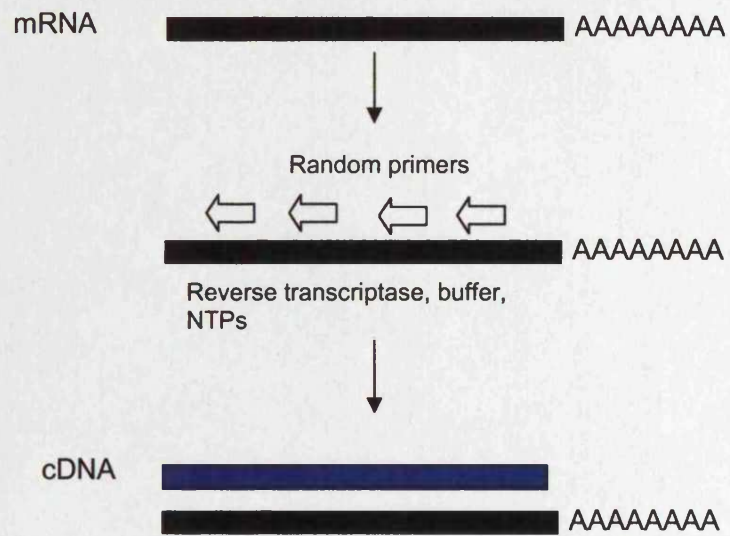 mRNA AAAAAAAA
Random primers
AAAAAAAA
Reverse transcriptase, buffer,
NTPs
cDNA
AAAAAAAA